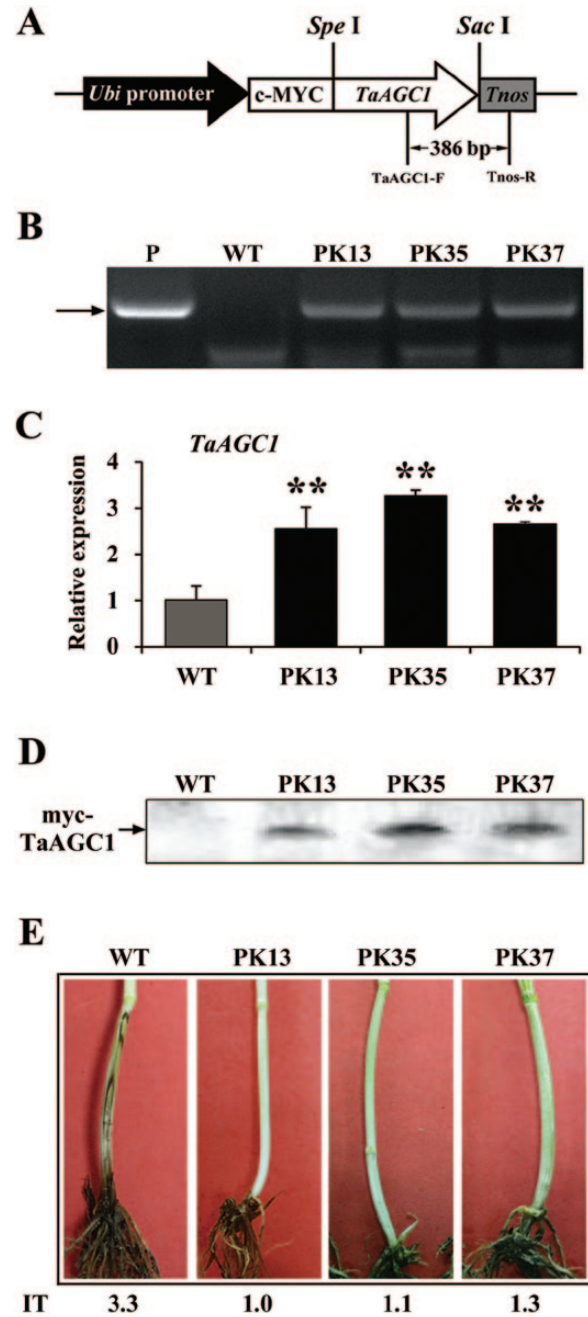 A
Spe I Sac I
Ubi promoter c-MYC TaAGC1 Tnos
386 bp
TaAGC1-F Tnos-R
B
P WT PK13 PK35 PK37
C
TaAGC1
Relative expression
4
3
2
1
0
** ** **
WT PK13 PK35 PK37
D
WT PK13 PK35 PK37
myc-
TaAGC1
E
WT PK13 PK35 PK37
IT 3.3 1.0 1.1 1.3